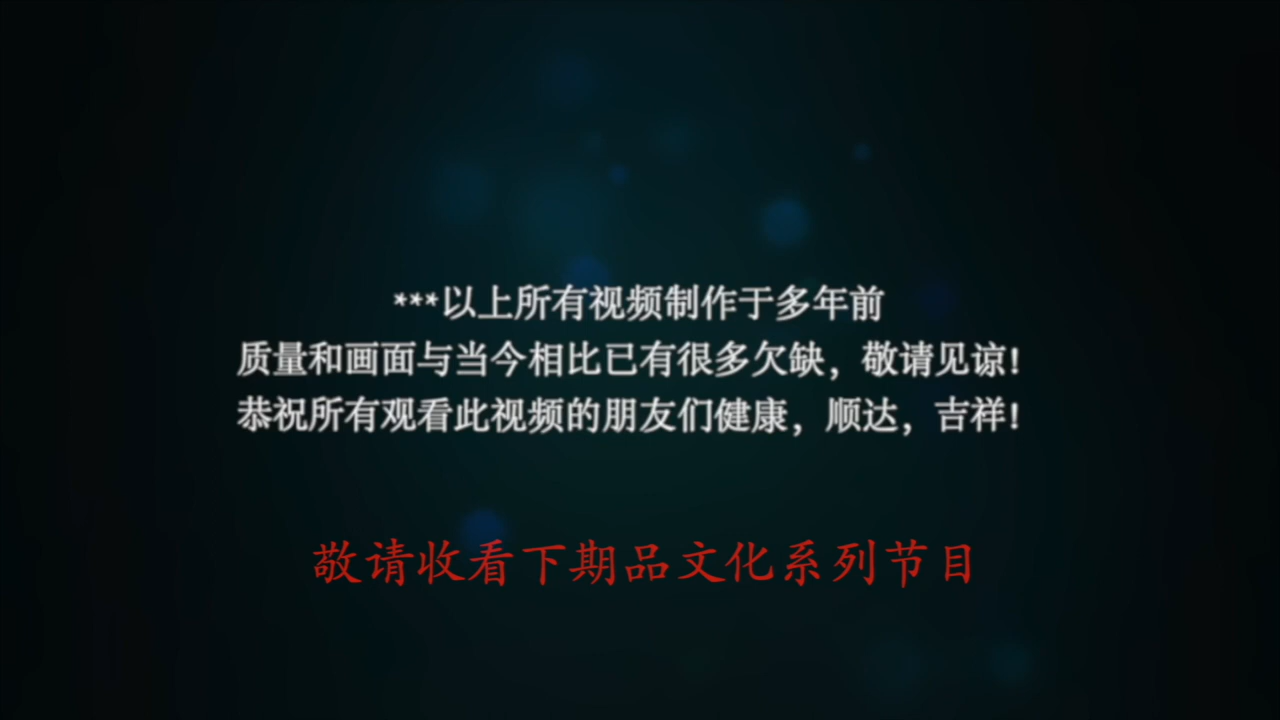 ***以上所有视频制作于多年前
质量和画面与当今相比已有很多欠缺，敬请见谅！
恭祝所有观看此视频的朋友们健康，顺达，吉祥！
敬请收看下期品文化系列节目